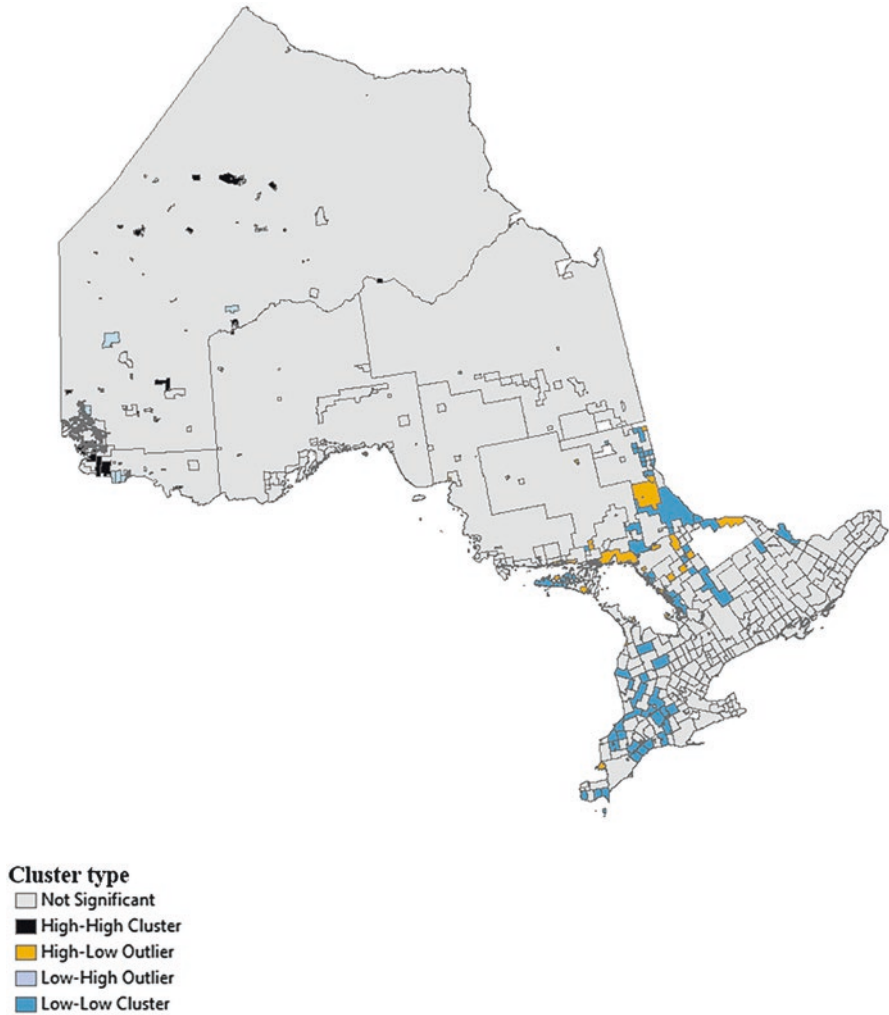 Cluster type
Not Significant
High-High Cluster
High-Low Outlier
Low-High Outlier
Low-Low Cluster